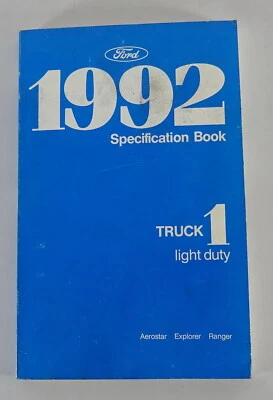 Ford
1992
Specification Book
TRUCK 1
light duty
Aerostar Explorer Ranger